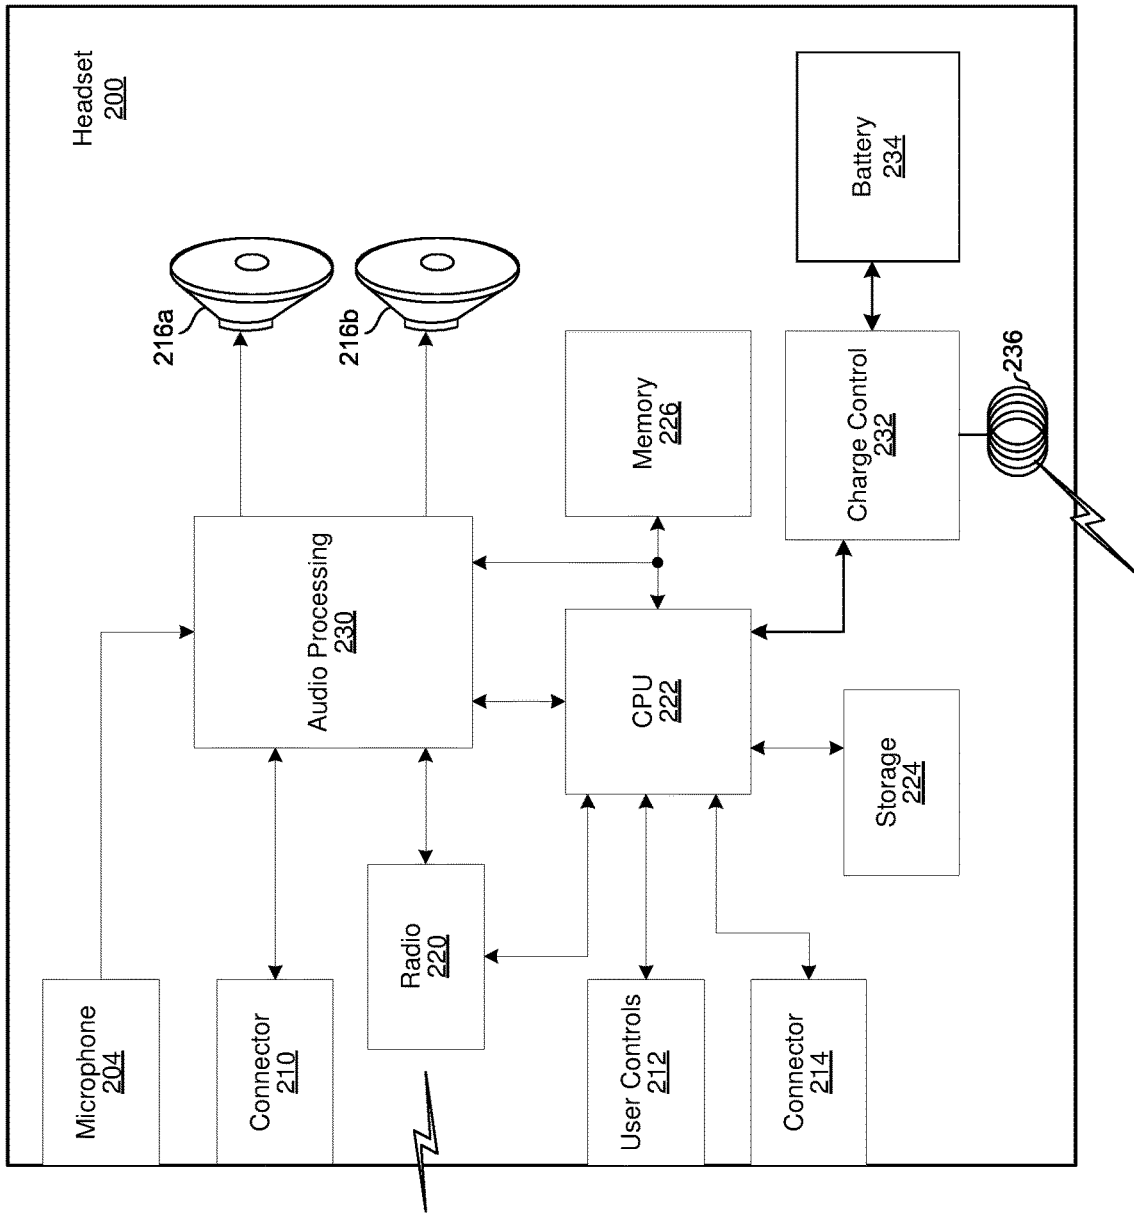 Headset
200
Microphone
204
Connector
210
Radio
220
User Controls
212
Connector
214
Audio Processing
230
CPU
222
Storage
224
Memory
226
216a
216b
Charge Control
232
Battery
234
236